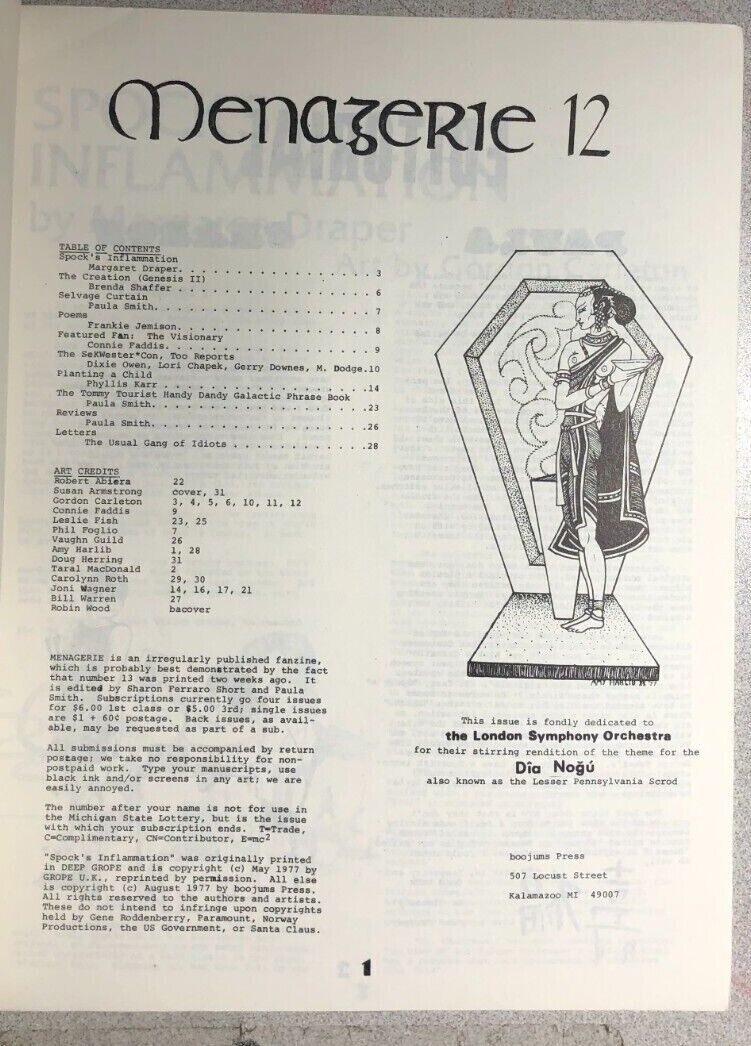 Menagerie 12
TABLE OF CONTENTS
Spock's Inflammation
Margaret Draper. . . . . . . . . . . . . . . . . . 3
The Creation (Genesis II)
Brenda Shaffer . . . . . . . . . . . . . . . . . . 6
Selvage Curtain
Paula Smith. . . . . . . . . . . . . . . . . . . . 7
Poems
Frankie Jemison. . . . . . . . . . . . . . . . . . 8
Featured Fan: The Visionary
Connie Faddis. . . . . . . . . . . . . . . . . . . 9
The SeKWester*Con, Too Reports
Dixie Owen, Lori Chapek, Gerry Downes, M. Dodge.10
Planting a Child
Phyllis Karr . . . . . . . . . . . . . . . . . . .14
The Tommy Tourist Handy Dandy Galactic Phrase Book
Paula Smith. . . . . . . . . . . . . . . . . . . .23
Reviews
Paula Smith. . . . . . . . . . . . . . . . . . . .26
Letters
The Usual Gang of Idiots . . . . . . . . . . . . .28
ART CREDITS
Robert Abiera 22
Susan Armstrong cover, 31
Gordon Carleton 3, 4, 5, 6, 10, 11, 12
Connie Faddis 9
Leslie Fish 23, 25
Phil Foglio 7
Vaughn Guild 26
Amy Harlib 1, 28
Doug Herring 31
Taral MacDonald 2
Carolynn Roth 29, 30
Joni Wagner 14, 16, 17, 21
Bill Warren 27
Robin Wood bacover
MENAGERIE is an irregularly published fanzine,
which is probably best demonstrated by the fact
that number 13 was printed two weeks ago. It
is edited by Sharon Ferraro Short and Paula
Smith. Subscriptions currently go four issues
for $6.00 1st class or $5.00 3rd; single issues
are $1 + 60¢ postage. Back issues, as avail-
able, may be requested as part of a sub.
All submissions must be accompanied by return
postage; we take no responsibility for non-
postpaid work. Type your manuscripts, use
black ink and/or screens in any art; we are
easily annoyed.
The number after your name is not for use in
the Michigan State Lottery, but is the issue
with which your subscription ends. T=Trade,
C=Complimentary, CN=Contributor, E=mc²
"Spock's Inflammation" was originally printed
in DEEP GROPE and is copyright (c) May 1977 by
GROPE U.K., reprinted by permission. All else
is copyright (c) August 1977 by boojums Press.
All rights reserved to the authors and artists.
These do not intend to infringe upon copyrights
held by Gene Roddenberry, Paramount, Norway
Productions, the US Government, or Santa Claus.
AMY HARLIB
This issue is fondly dedicated to
the London Symphony Orchestra
for their stirring rendition of the theme for the
Dîa Noğú
also known as the Lesser Pennsylvania Scrod
boojums Press
507 Locust Street
Kalamazoo MI 49007
1